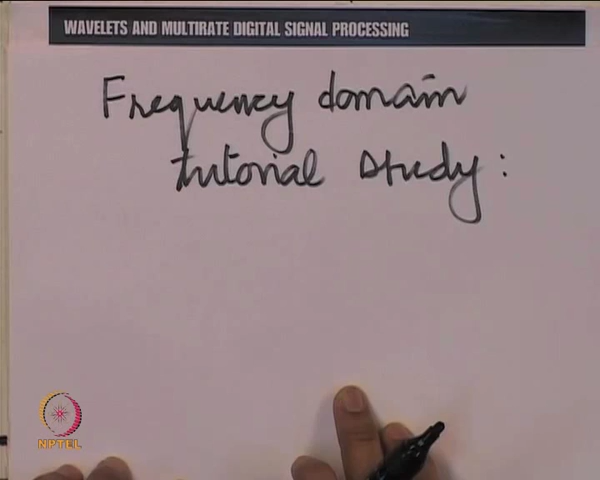 WAVELETS AND MULTIRATE DIGITAL SIGNAL PROCESSING
Frequency domain
tutorial study :
NPTEL